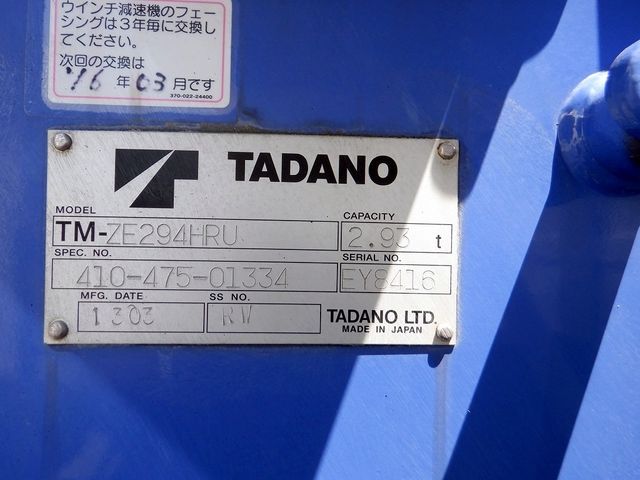 ウインチ減速機のフェー
シングは3年毎に交換し
てください。
次回の交換は
'16 年 03 月です
370-022-24400
TADANO
MODEL
CAPACITY
TM-ZE294HRU
2.93 t
SPEC. NO.
SERIAL NO.
410-475-01334
EY8416
MFG. DATE
SS NO.
1303
RW
TADANO LTD.
MADE IN JAPAN